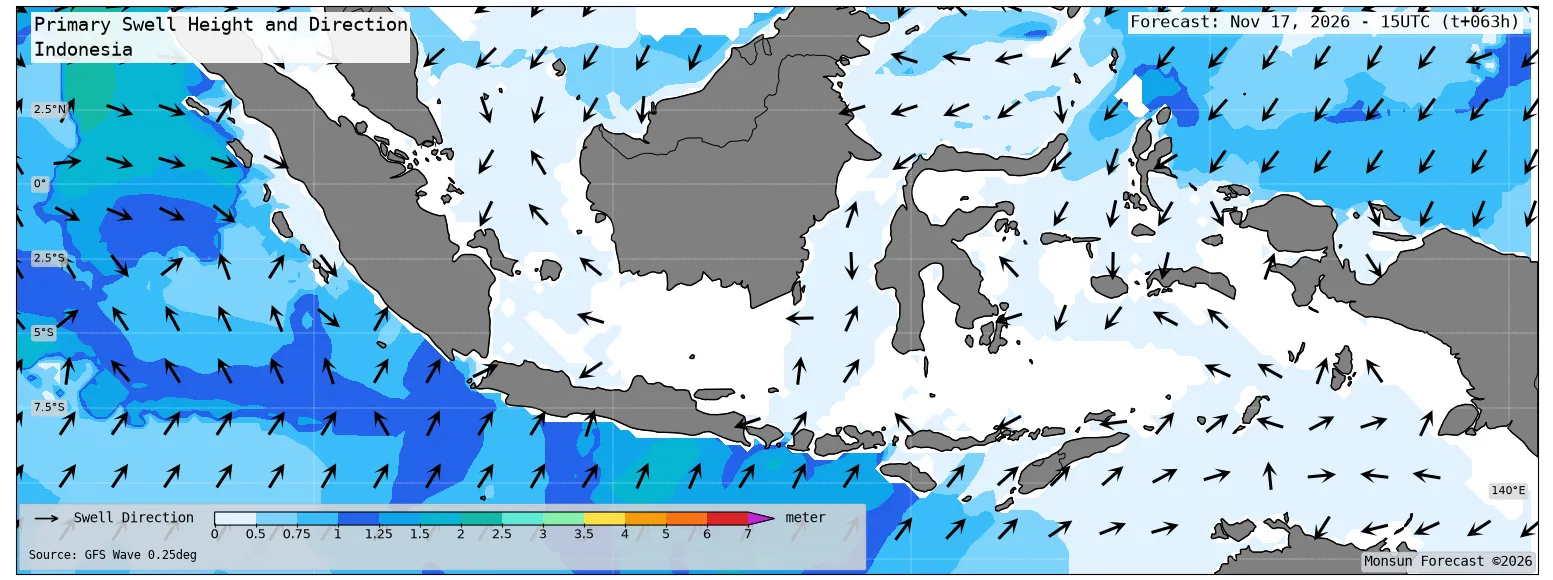 Primary Swell Height and Direction
Indonesia
Forecast: Nov 17, 2026 - 15UTC (t+063h)
2.5°N
0°
2.5°S
5°S
7.5°S
140°E
Swell Direction
0 0.5 0.75 1 1.25 1.5 2 2.5 3 3.5 4 5 6 7
meter
Source: GFS Wave 0.25deg
Monsun Forecast ©2026